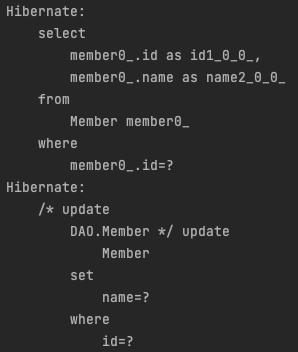 Hibernate:
    select
        member0_.id as id1_0_0_,
        member0_.name as name2_0_0_
    from
        Member member0_
    where
        member0_.id=?
Hibernate:
    /* update
        DAO.Member */ update
            Member
        set
            name=?
        where
            id=?